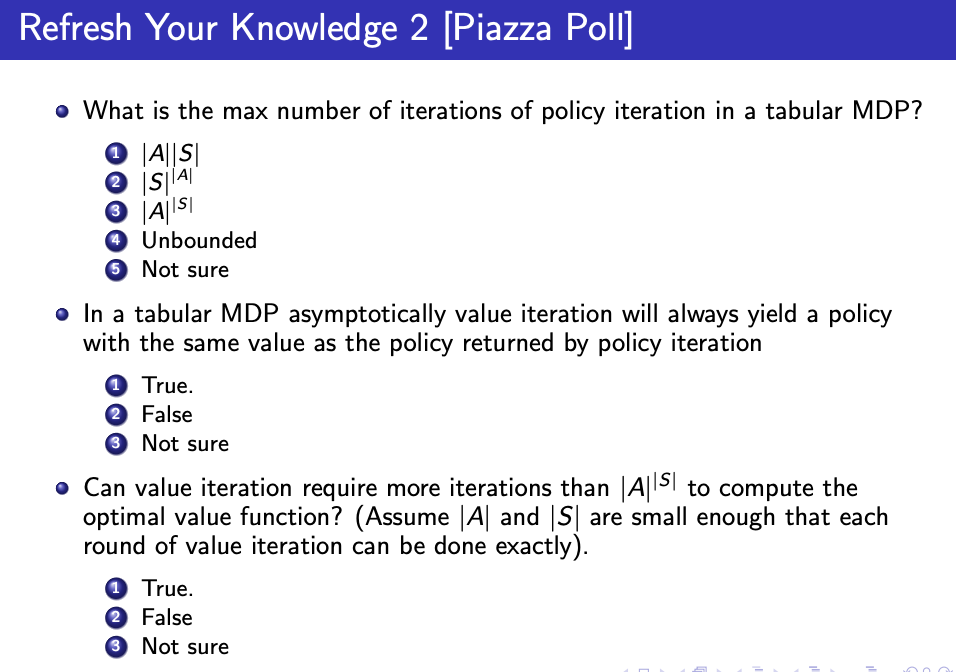 Refresh Your Knowledge 2 [Piazza Poll]
What is the max number of iterations of policy iteration in a tabular MDP?
1 |A||S|
2 |S|^|A|
3 |A|^|S|
4 Unbounded
5 Not sure
In a tabular MDP asymptotically value iteration will always yield a policy
with the same value as the policy returned by policy iteration
1 True.
2 False
3 Not sure
Can value iteration require more iterations than |A|^|S| to compute the
optimal value function? (Assume |A| and |S| are small enough that each
round of value iteration can be done exactly).
1 True.
2 False
3 Not sure